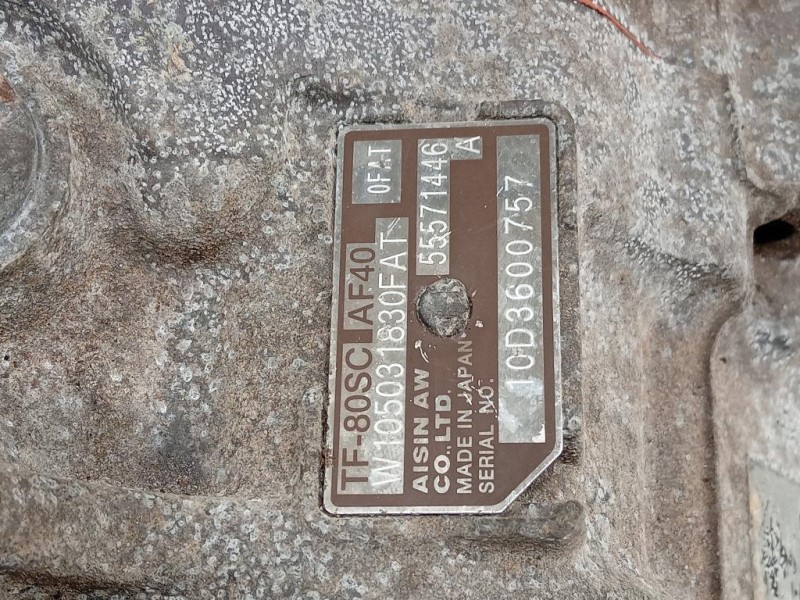 TF-80SC AF40 0FAT
W105031830FAT
AISIN AW 55571446
CO.,LTD. A
MADE IN JAPAN
SERIAL NO. 10D3600757